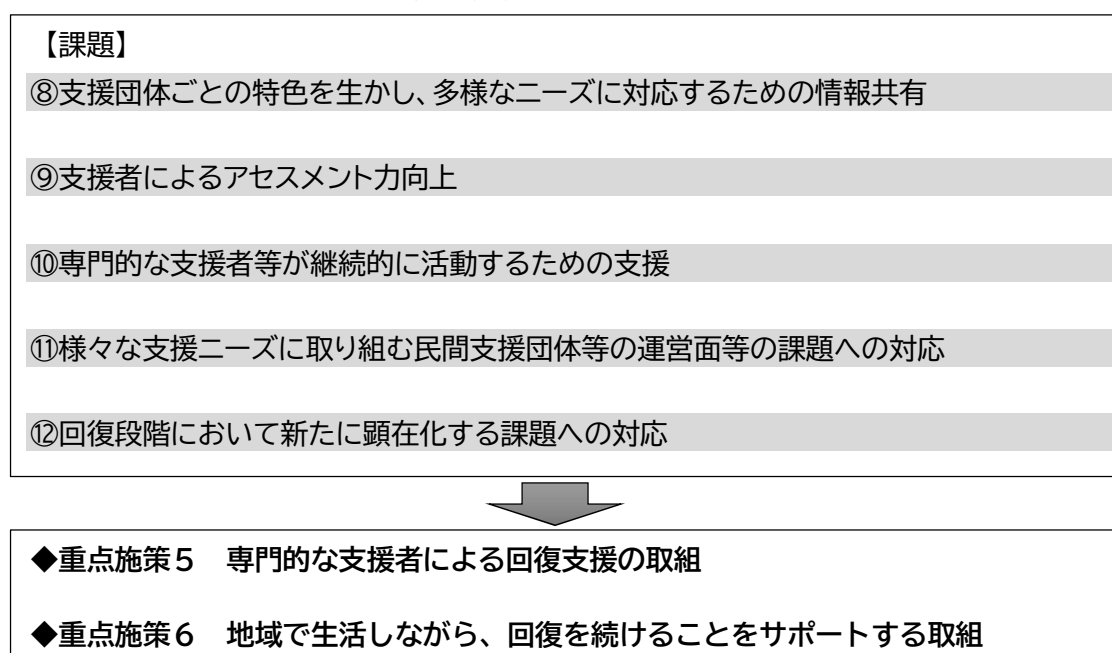 【課題】
⑧支援団体ごとの特色を生かし、多様なニーズに対応するための情報共有
⑨支援者によるアセスメント力向上
⑩専門的な支援者等が継続的に活動するための支援
⑪様々な支援ニーズに取り組む民間支援団体等の運営面等の課題への対応
⑫回復段階において新たに顕在化する課題への対応
◆重点施策５　専門的な支援者による回復支援の取組
◆重点施策６　地域で生活しながら、回復を続けることをサポートする取組